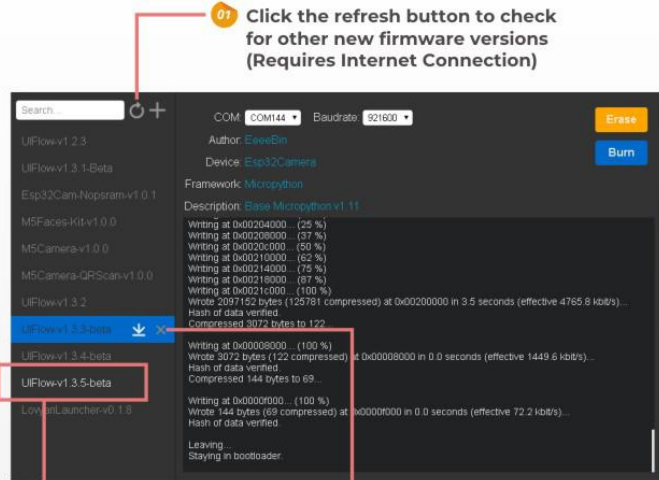 01 Click the refresh button to check
for other new firmware versions
(Requires Internet Connection)
Search...
UIFlow-v1.2.3
UIFlow-v1.3.1-Beta
Esp32Cam-Nopsram-v1.0.1
M5Faces-Kit-v1.0.0
M5Camera-v1.0.0
M5Camera-QRScan-v1.0.0
UIFlow-v1.3.2
UIFlow-v1.3.3-beta
UIFlow-v1.3.4-beta
UIFlow-v1.3.5-beta
LovyanLauncher-v0.1.8
COM: COM144 Baudrate: 921600
Erase
Burn
Author: EeeeBin
Device: Esp32Camera
Framework: Micropython
Description: Base Micropython v1.11
Writing at 0x00204000... (25 %)
Writing at 0x00208000... (37 %)
Writing at 0x0020c000... (50 %)
Writing at 0x00210000... (62 %)
Writing at 0x00214000... (75 %)
Writing at 0x00218000... (87 %)
Writing at 0x0021c000... (100 %)
Wrote 2097152 bytes (125781 compressed) at 0x00200000 in 3.5 seconds (effective 4765.8 kbit/s)...
Hash of data verified.
Compressed 3072 bytes to 122...
Writing at 0x00008000... (100 %)
Wrote 3072 bytes (122 compressed) at 0x00008000 in 0.0 seconds (effective 1449.6 kbit/s)...
Hash of data verified.
Compressed 144 bytes to 69...
Writing at 0x0000f000... (100 %)
Wrote 144 bytes (69 compressed) at 0x0000f000 in 0.0 seconds (effective 72.2 kbit/s)...
Hash of data verified.
Leaving...
Staying in bootloader.